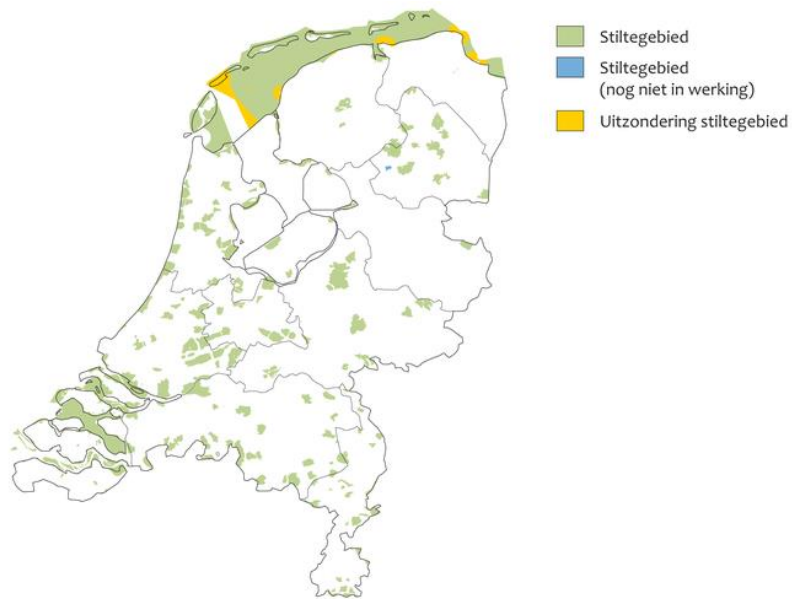 Stiltegebied
Stiltegebied
(nog niet in werking)
Uitzondering stiltegebied